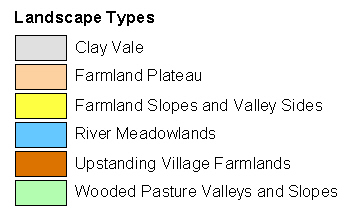 Landscape Types
Clay Vale
Farmland Plateau
Farmland Slopes and Valley Sides
River Meadowlands
Upstanding Village Farmlands
Wooded Pasture Valleys and Slopes